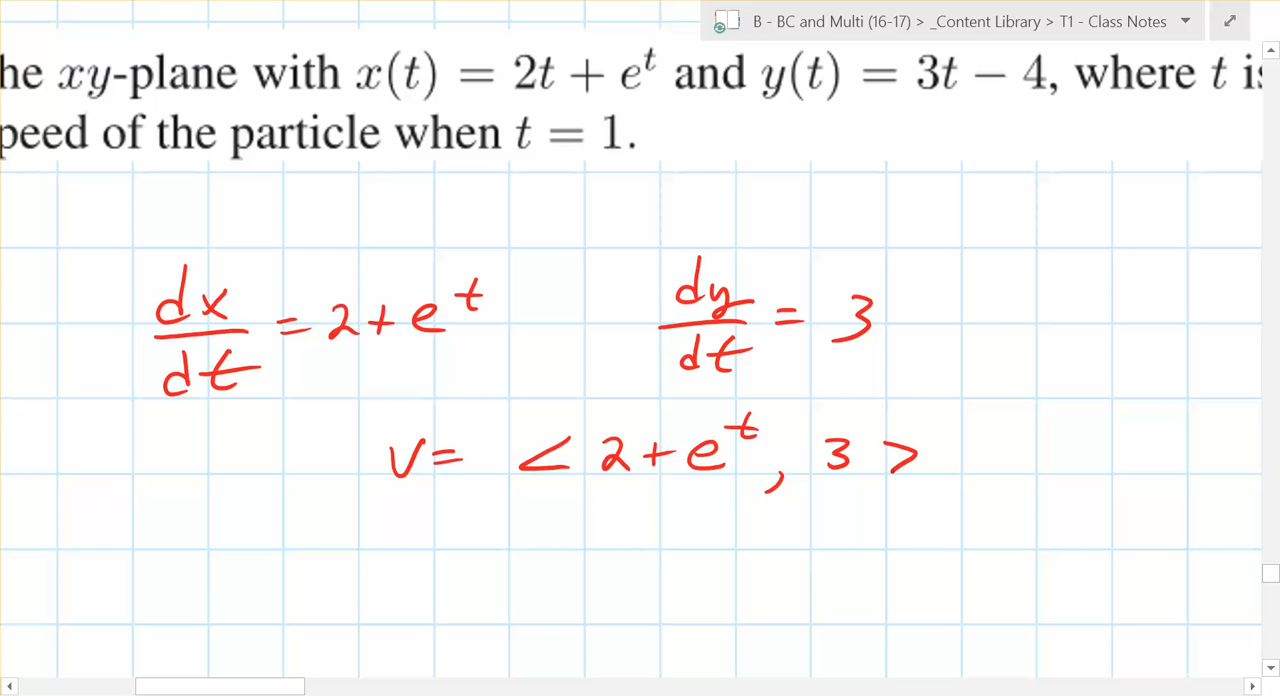 B - BC and Multi (16-17) > _Content Library > T1 - Class Notes
he xy-plane with x(t) = 2t + e^t and y(t) = 3t − 4, where t is
peed of the particle when t = 1.
dx/dt = 2 + e^t dy/dt = 3
v = < 2 + e^t, 3 >